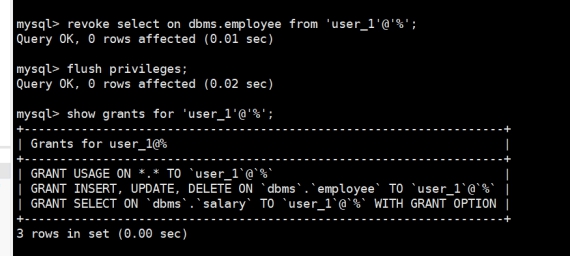 mysql> revoke select on dbms.employee from 'user_1'@'%';
Query OK, 0 rows affected (0.01 sec)
mysql> flush privileges;
Query OK, 0 rows affected (0.02 sec)
mysql> show grants for 'user_1'@'%';
+-----------------------------------------------------------------------+
| Grants for user_1@%                                                   |
+-----------------------------------------------------------------------+
| GRANT USAGE ON *.* TO `user_1`@`%`                                    |
| GRANT INSERT, UPDATE, DELETE ON `dbms`.`employee` TO `user_1`@`%`     |
| GRANT SELECT ON `dbms`.`salary` TO `user_1`@`%` WITH GRANT OPTION |
+-----------------------------------------------------------------------+
3 rows in set (0.00 sec)